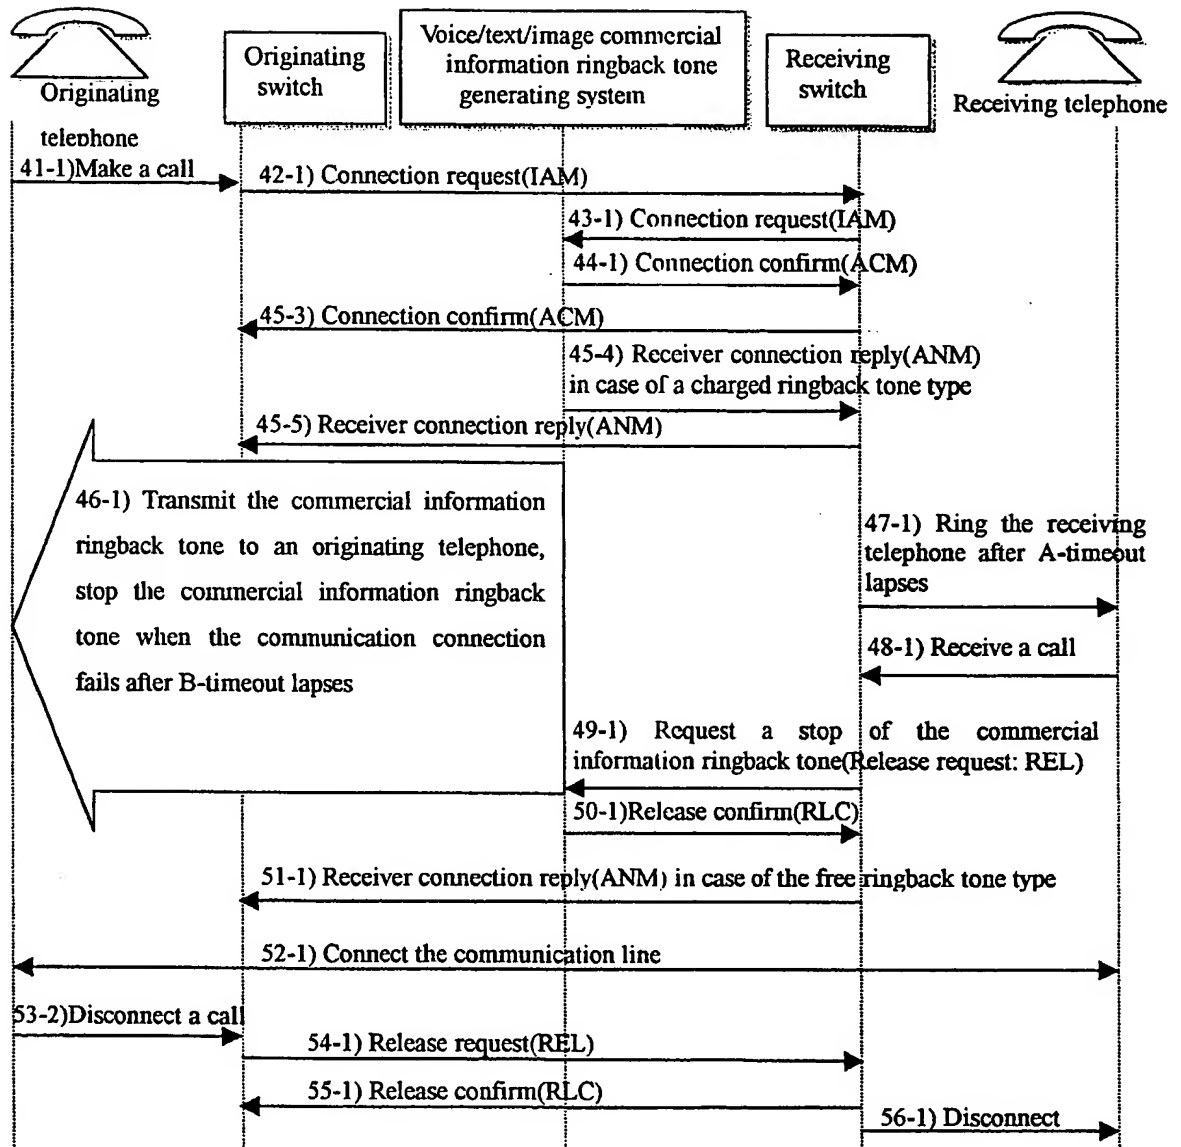 Originating
telephone
Originating
switch
Voice/text/image commercial
information ringback tone
generating system
Receiving
switch
Receiving telephone
41-1)Make a call
42-1) Connection request(IAM)
43-1) Connection request(IAM)
44-1) Connection confirm(ACM)
45-3) Connection confirm(ACM)
45-4) Receiver connection reply(ANM)
in case of a charged ringback tone type
45-5) Receiver connection reply(ANM)
46-1) Transmit the commercial information
ringback tone to an originating telephone,
stop the commercial information ringback
tone when the communication connection
fails after B-timeout lapses
47-1) Ring the receiving
telephone after A-timeout
lapses
48-1) Receive a call
49-1) Request a stop of the commercial
information ringback tone(Release request: REL)
50-1)Release confirm(RLC)
51-1) Receiver connection reply(ANM) in case of the free ringback tone type
52-1) Connect the communication line
53-2)Disconnect a call
54-1) Release request(REL)
55-1) Release confirm(RLC)
56-1) Disconnect